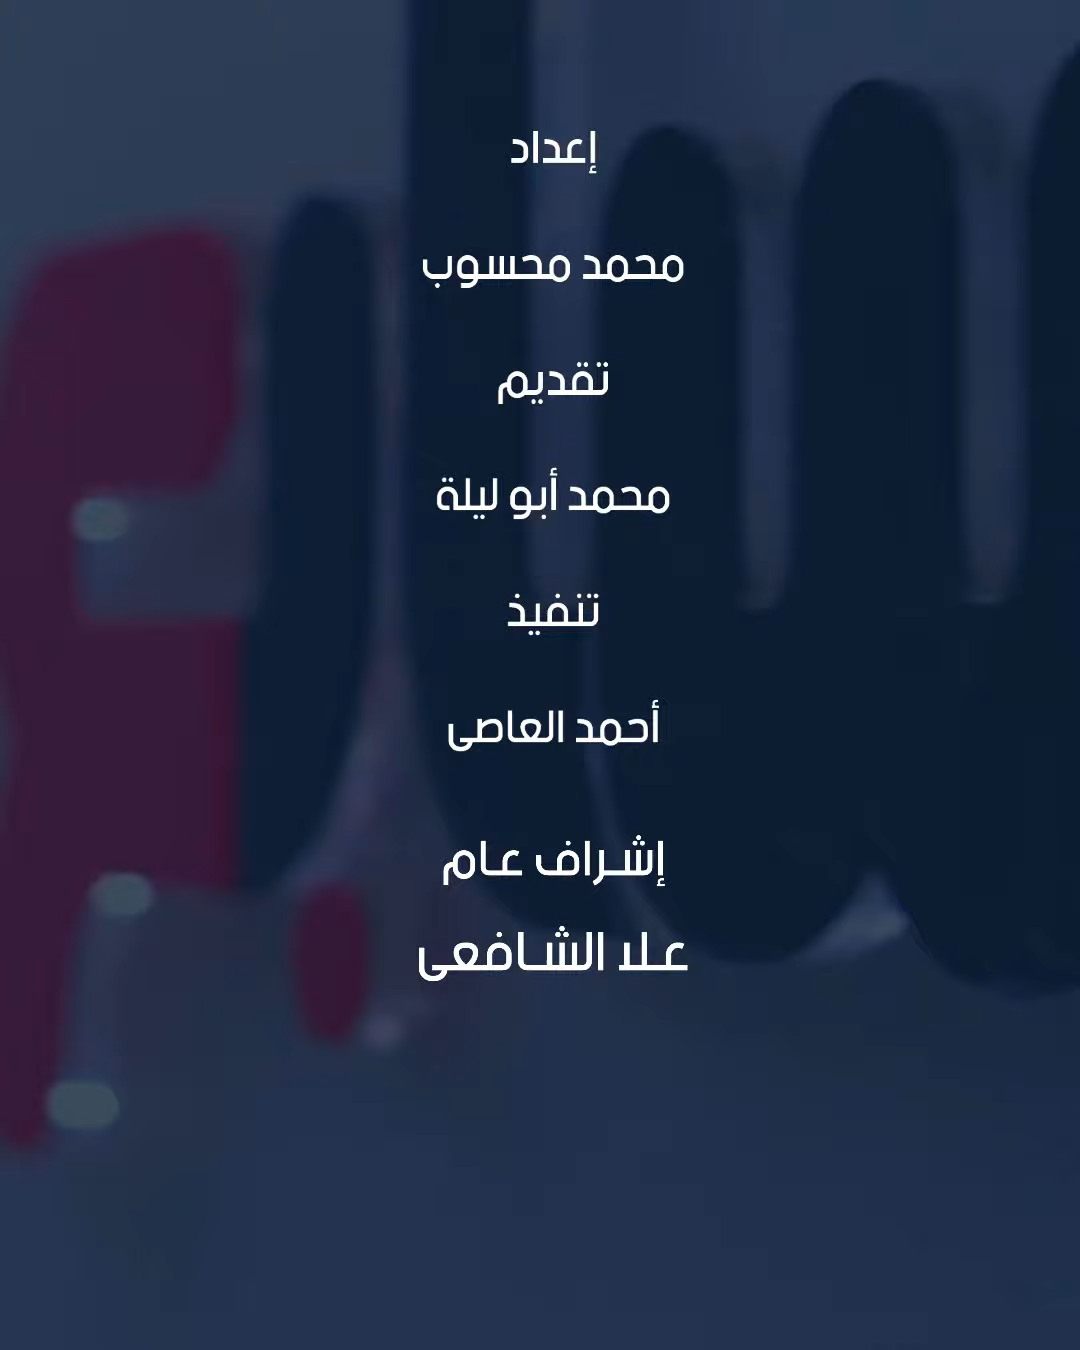 إعداد
محمد محسوب
تقديم
محمد أبو ليلة
تنفيذ
أحمد العاصى
إشراف عام
علا الشافعى